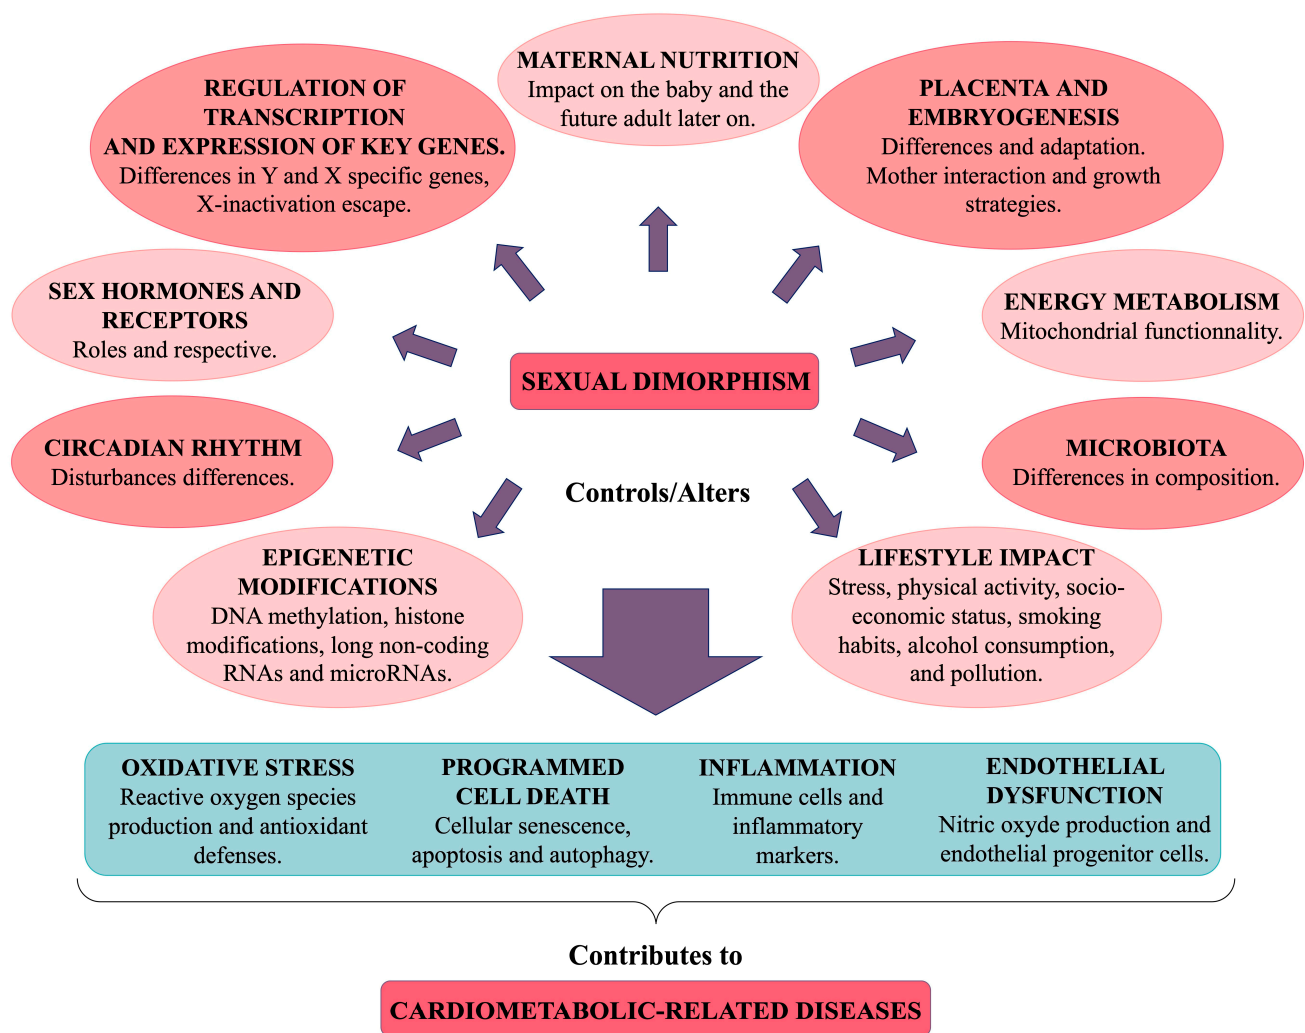 MATERNAL NUTRITION
Impact on the baby and the
future adult later on.
REGULATION OF
TRANSCRIPTION
AND EXPRESSION OF KEY GENES.
Differences in Y and X specific genes,
X-inactivation escape.
PLACENTA AND
EMBRYOGENESIS
Differences and adaptation.
Mother interaction and growth
strategies.
SEX HORMONES AND
RECEPTORS
Roles and respective.
ENERGY METABOLISM
Mitochondrial functionnality.
SEXUAL DIMORPHISM
CIRCADIAN RHYTHM
Disturbances differences.
MICROBIOTA
Differences in composition.
Controls/Alters
EPIGENETIC
MODIFICATIONS
DNA methylation, histone
modifications, long non-coding
RNAs and microRNAs.
LIFESTYLE IMPACT
Stress, physical activity, socio-
economic status, smoking
habits, alcohol consumption,
and pollution.
OXIDATIVE STRESS
Reactive oxygen species
production and antioxidant
defenses.
PROGRAMMED
CELL DEATH
Cellular senescence,
apoptosis and autophagy.
INFLAMMATION
Immune cells and
inflammatory
markers.
ENDOTHELIAL
DYSFUNCTION
Nitric oxyde production and
endothelial progenitor cells.
Contributes to
CARDIOMETABOLIC-RELATED DISEASES